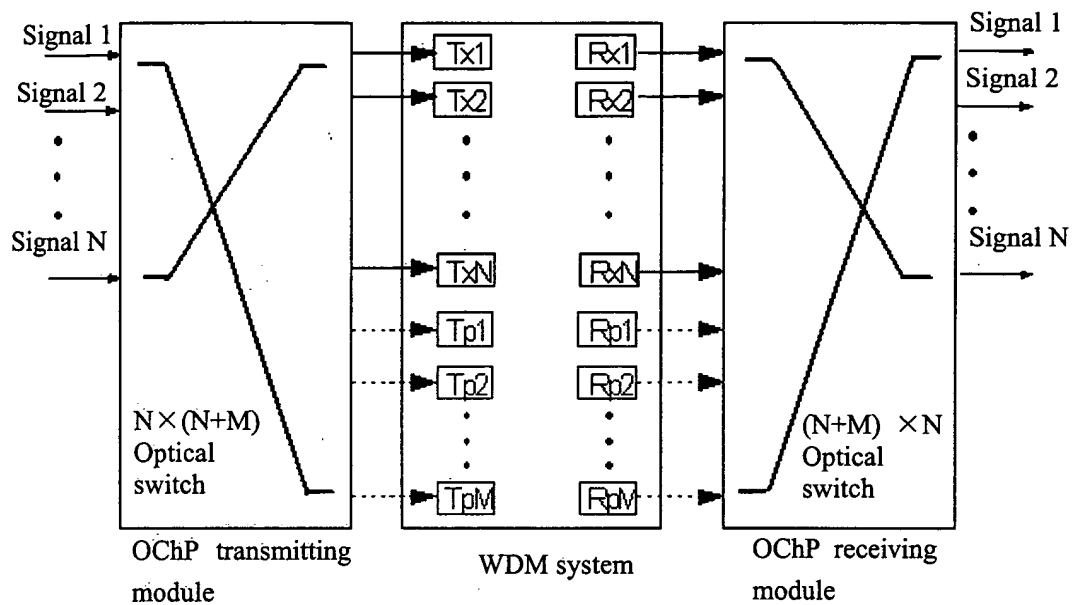 Signal 1
Signal 2
Signal N
N×(N+M)
Optical
switch
OChP transmitting
module
Tx1
Tx2
TxN
Tp1
Tp2
TpM
Rx1
Rx2
RxN
Rp1
Rp2
RpM
WDM system
(N+M) ×N
Optical
switch
OChP receiving
module
Signal 1
Signal 2
Signal N